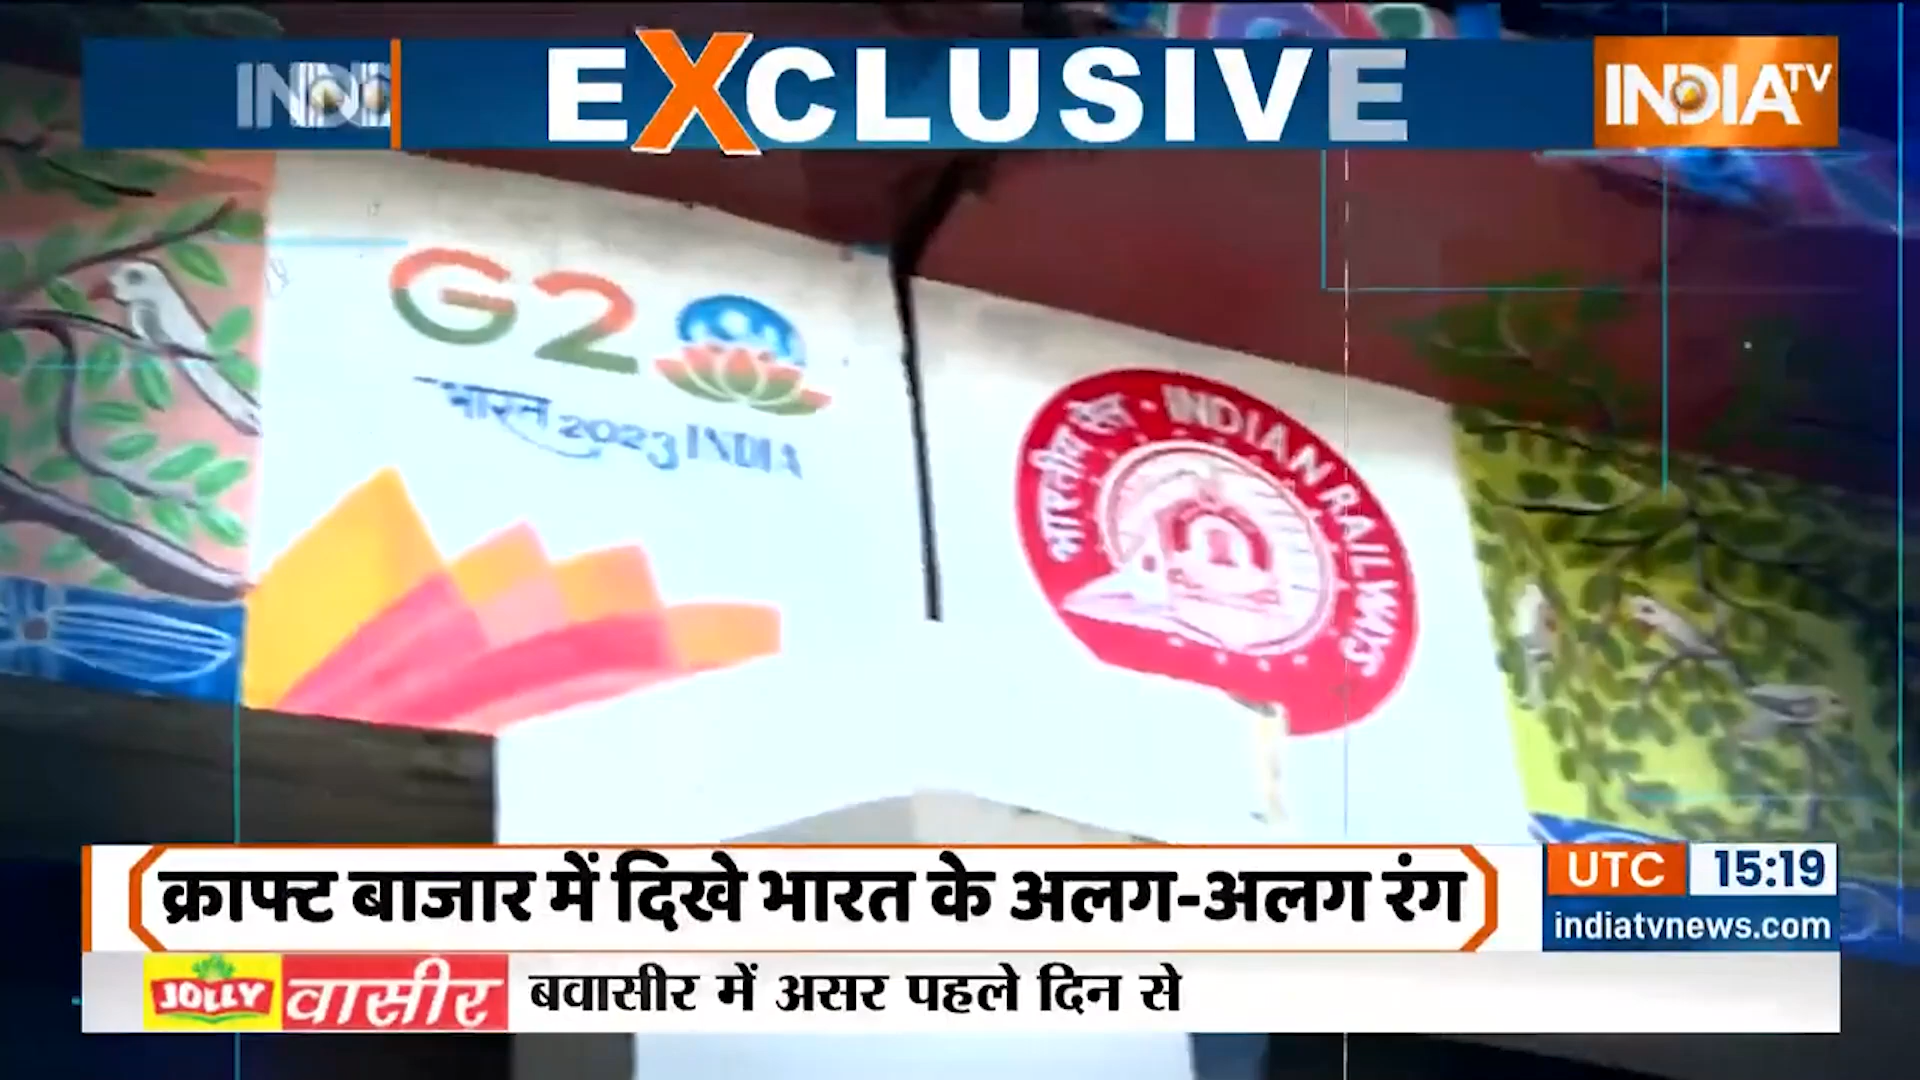 EXCLUSIVE
INDIA TV
G20
भारत 2023 INDIA
भारतीय रेल - INDIAN RAILWAYS
क्राफ्ट बाजार में दिखे भारत के अलग-अलग रंग
UTC 15:19
indiatvnews.com
JOLLY वासीर बवासीर में असर पहले दिन से